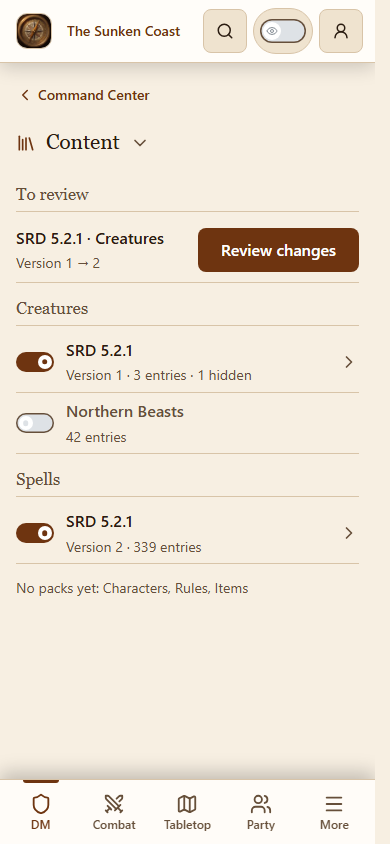 The Sunken Coast
Command Center
Content
To review
SRD 5.2.1 · Creatures
Version 1 → 2
Review changes
Creatures
SRD 5.2.1
Version 1 · 3 entries · 1 hidden
Northern Beasts
42 entries
Spells
SRD 5.2.1
Version 2 · 339 entries
No packs yet: Characters, Rules, Items
DM
Combat
Tabletop
Party
More